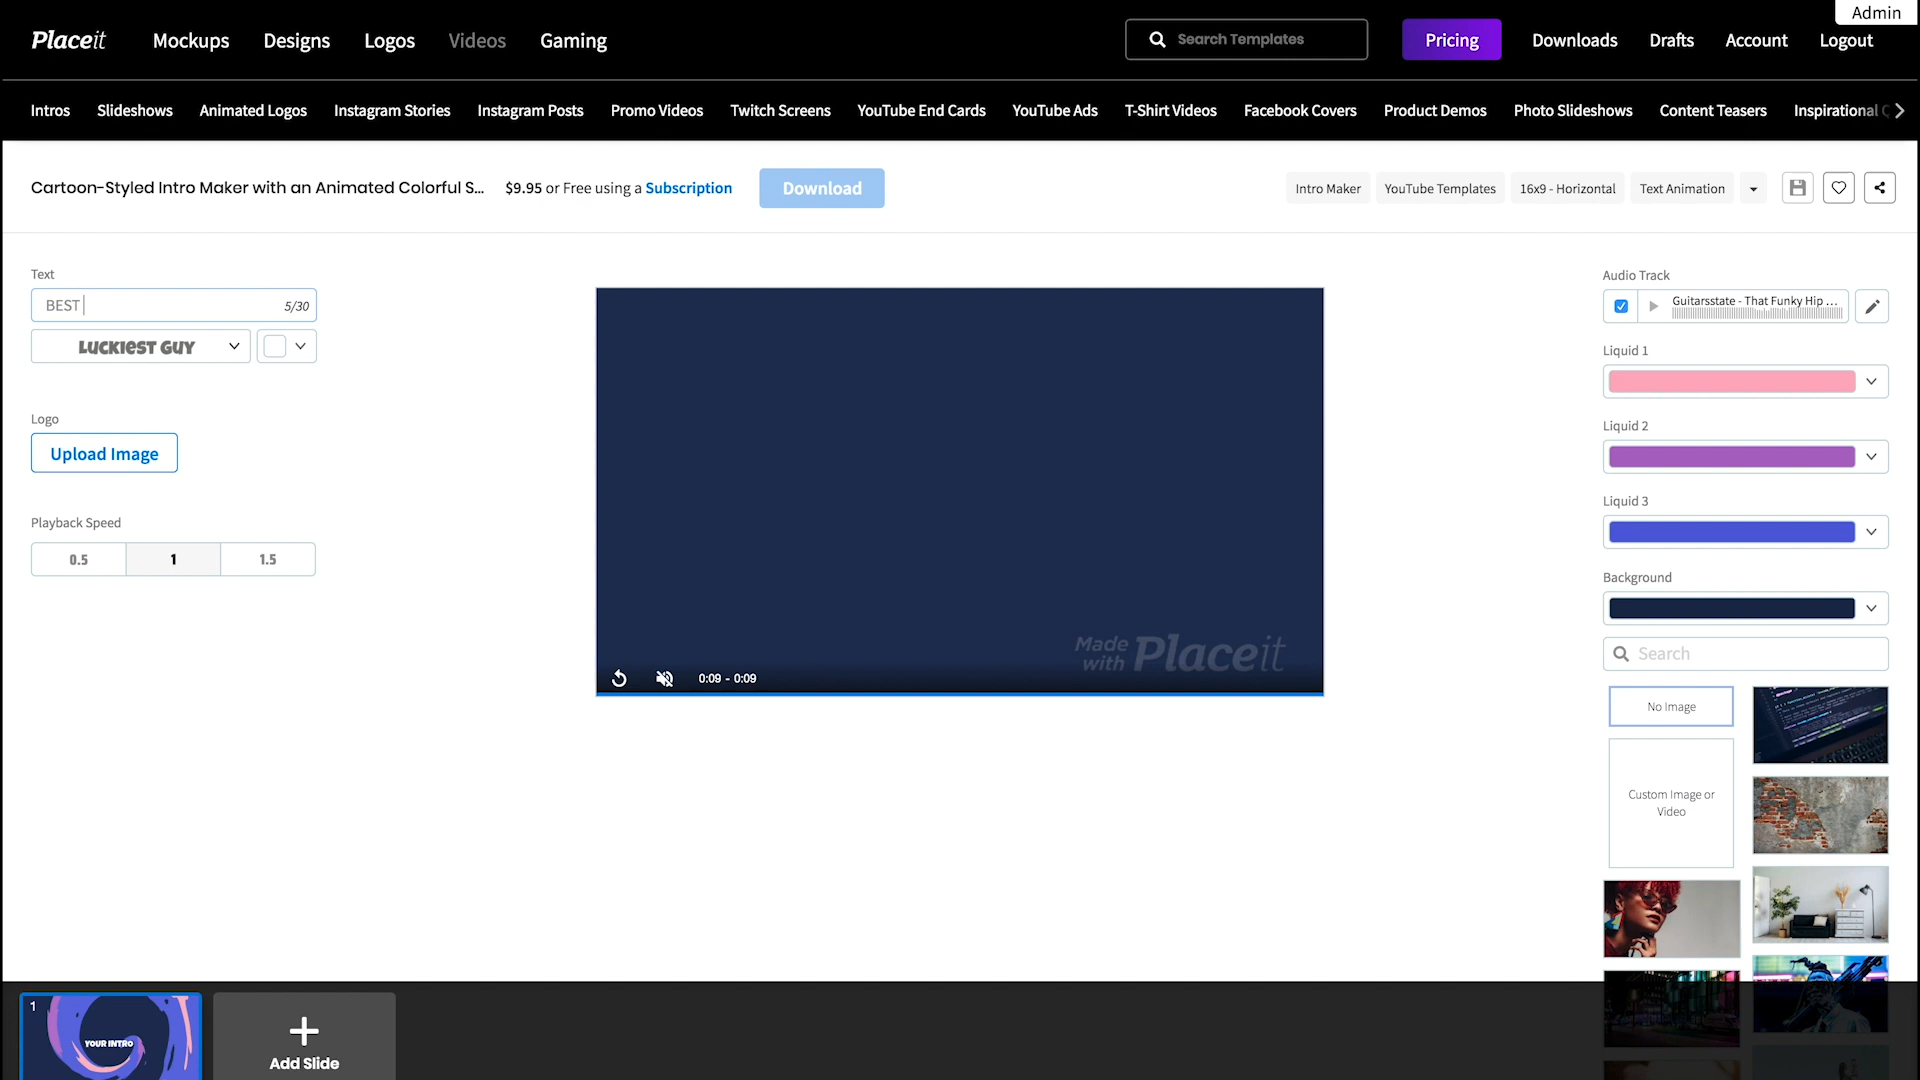 Admin
Placeit Mockups Designs Logos Videos Gaming Search Templates Pricing Downloads Drafts Account Logout
Intros Slideshows Animated Logos Instagram Stories Instagram Posts Promo Videos Twitch Screens YouTube End Cards YouTube Ads T-Shirt Videos Facebook Covers Product Demos Photo Slideshows Content Teasers Inspirational
Cartoon-Styled Intro Maker with an Animated Colorful S... $9.95 or Free using a Subscription Download Intro Maker YouTube Templates 16x9 - Horizontal Text Animation
Text
BEST 5/30
LUCKIEST GUY
Logo
Upload Image
Playback Speed
0.5 1 1.5
Made with Placeit
0:09 - 0:09
Audio Track
Guitarsstate - That Funky Hip ...
Liquid 1
Liquid 2
Liquid 3
Background
Search
No Image
Custom Image or
Video
1
YOUR INTRO
Add Slide